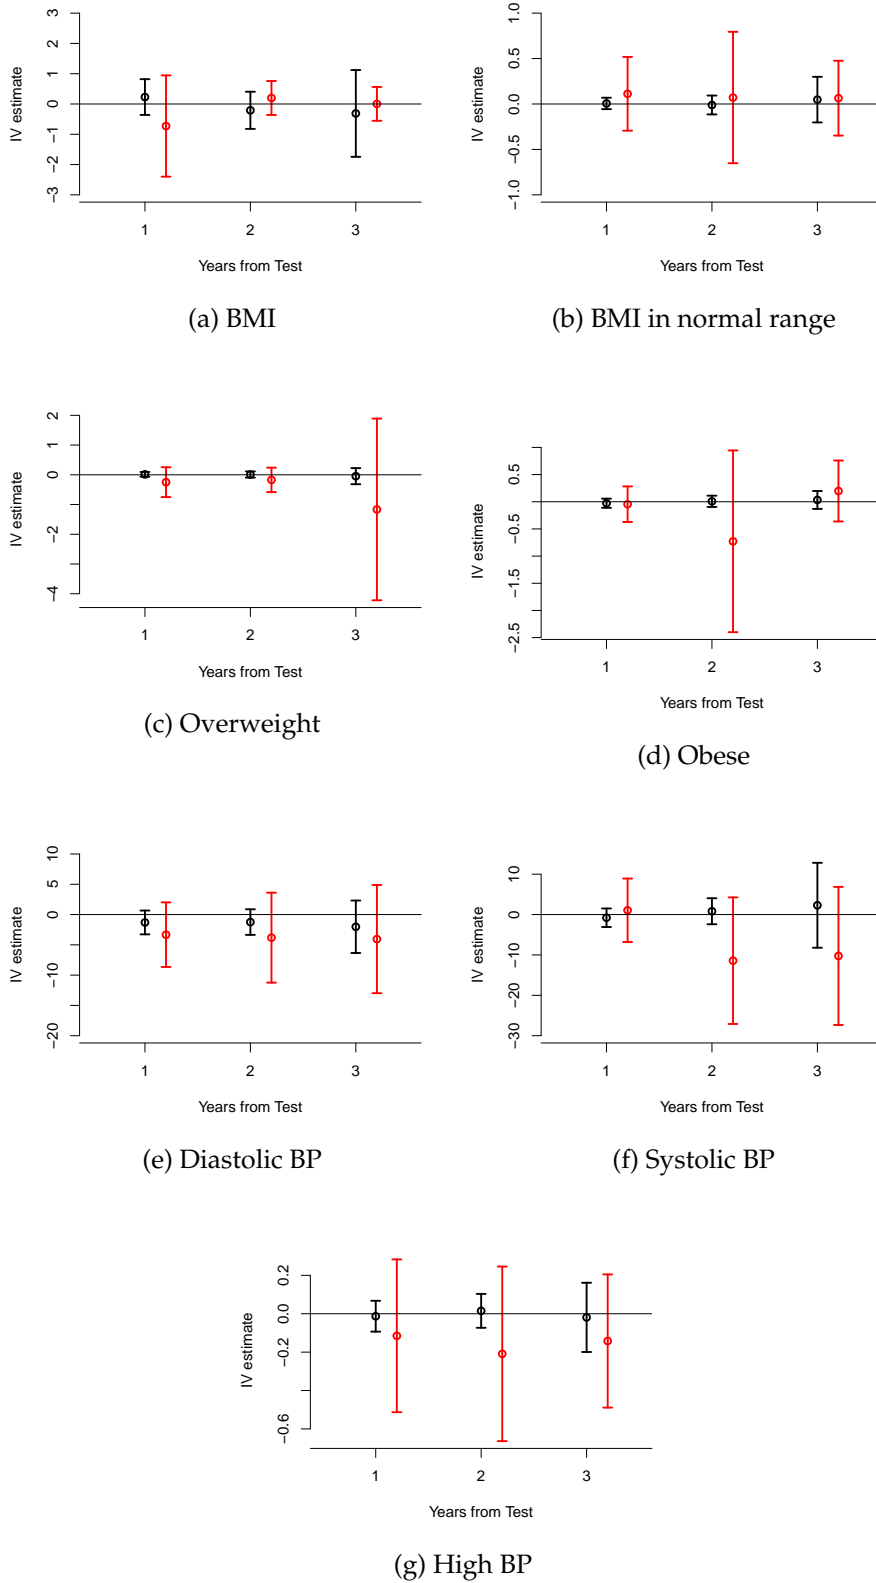 3
2
1
0
−1
−2
−3
IV estimate
1 2 3
Years from Test
(a) BMI
1.0
0.5
0.0
−0.5
−1.0
IV estimate
1 2 3
Years from Test
(b) BMI in normal range
2
0
−2
−4
IV estimate
1 2 3
Years from Test
(c) Overweight
0.5
−0.5
−1.5
−2.5
IV estimate
1 2 3
Years from Test
(d) Obese
10
5
0
−10
−20
IV estimate
1 2 3
Years from Test
(e) Diastolic BP
10
0
−10
−20
−30
IV estimate
1 2 3
Years from Test
(f) Systolic BP
0.2
0.0
−0.2
−0.6
IV estimate
1 2 3
Years from Test
(g) High BP